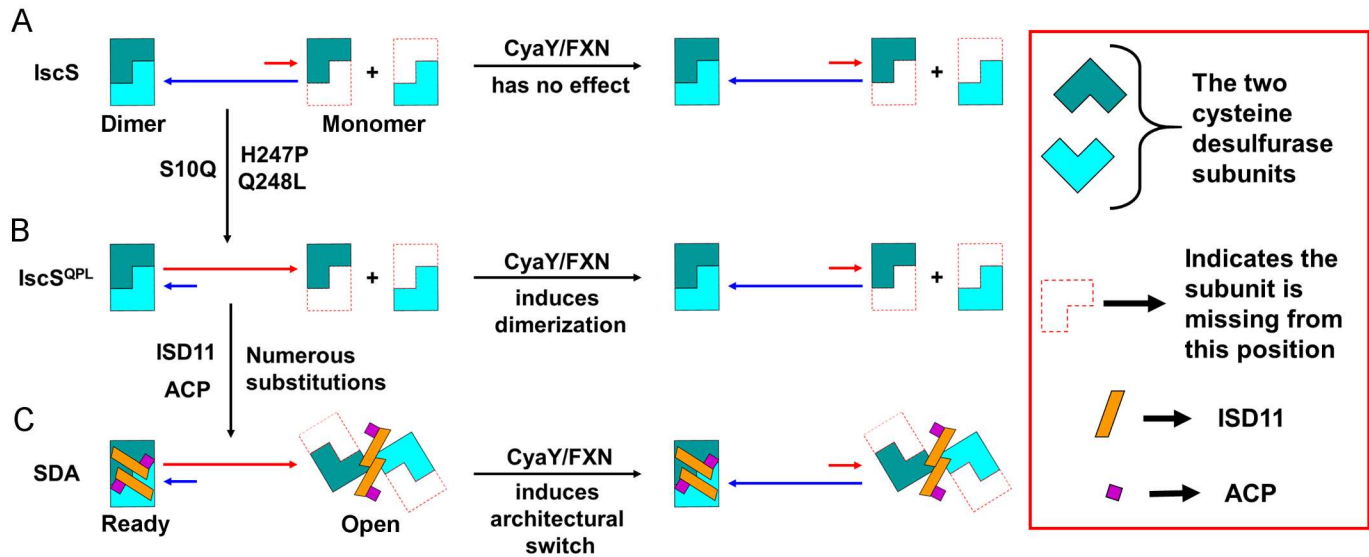 A
IscS
Dimer
+
Monomer
CyaY/FXN
has no effect
+
S10Q
H247P
Q248L
B
IscSQPL
+
CyaY/FXN
induces
dimerization
+
ISD11
ACP
Numerous
substitutions
C
SDA
Ready
Open
CyaY/FXN
induces
architectural
switch
The two
cysteine
desulfurase
subunits
Indicates the
subunit is
missing from
this position
ISD11
ACP